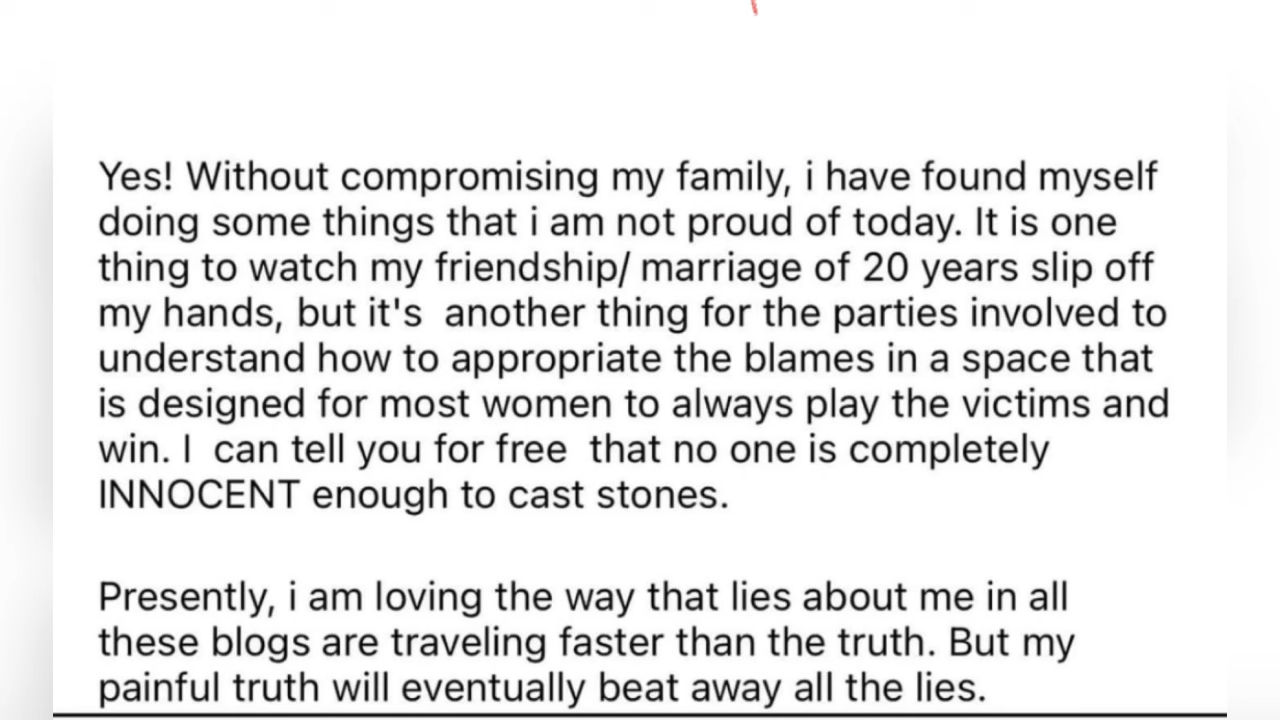 Yes! Without compromising my family, i have found myself
doing some things that i am not proud of today. It is one
thing to watch my friendship/ marriage of 20 years slip off
my hands, but it's  another thing for the parties involved to
understand how to appropriate the blames in a space that
is designed for most women to always play the victims and
win. I  can tell you for free  that no one is completely
INNOCENT enough to cast stones.
Presently, i am loving the way that lies about me in all
these blogs are traveling faster than the truth. But my
painful truth will eventually beat away all the lies.